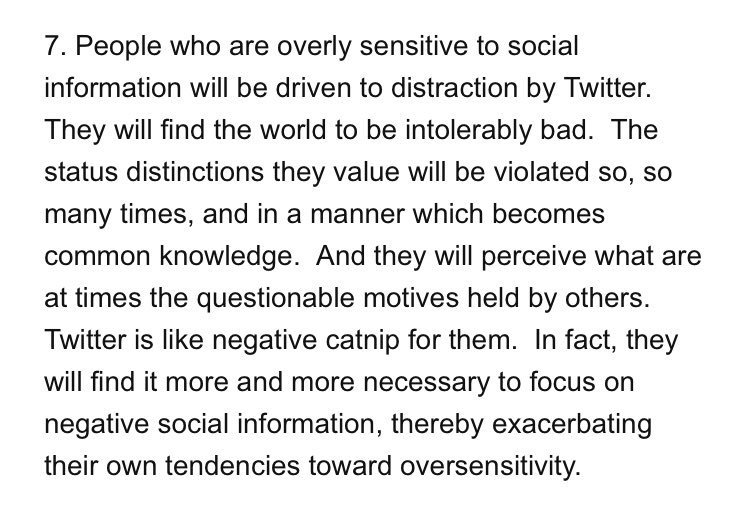 7. People who are overly sensitive to social
information will be driven to distraction by Twitter.
They will find the world to be intolerably bad.  The
status distinctions they value will be violated so, so
many times, and in a manner which becomes
common knowledge.  And they will perceive what are
at times the questionable motives held by others.
Twitter is like negative catnip for them.  In fact, they
will find it more and more necessary to focus on
negative social information, thereby exacerbating
their own tendencies toward oversensitivity.